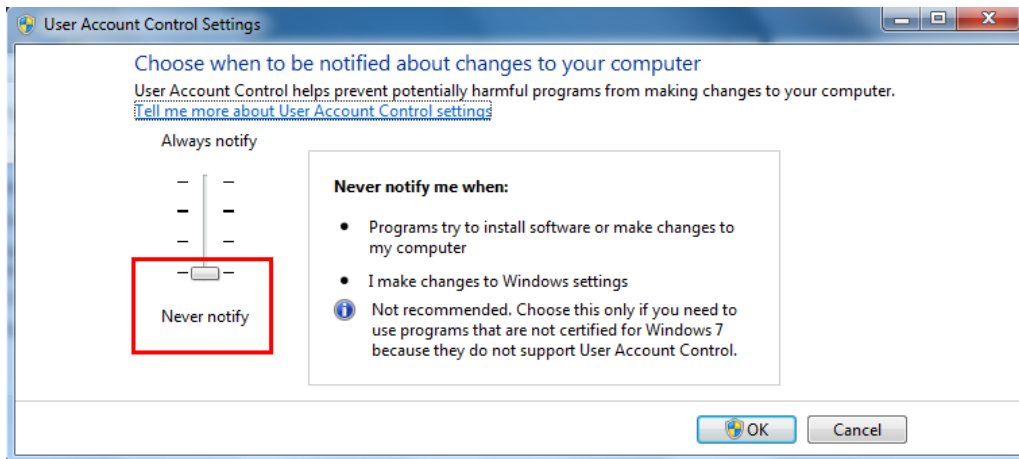 User Account Control Settings
Choose when to be notified about changes to your computer
User Account Control helps prevent potentially harmful programs from making changes to your computer.
Tell me more about User Account Control settings
Always notify
Never notify
Never notify me when:
• Programs try to install software or make changes to
my computer
• I make changes to Windows settings
Not recommended. Choose this only if you need to
use programs that are not certified for Windows 7
because they do not support User Account Control.
OK
Cancel